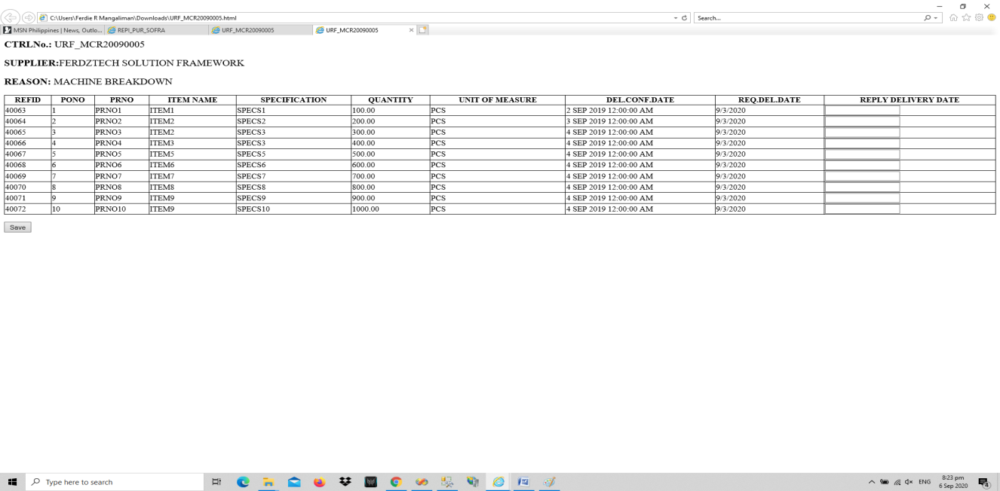 C:\Users\Ferdie R Mangaliman\Downloads\URF_MCR20090005.html Search...
MSN Philippines | News, Outlo... REPI_PUR_SOFRA URF_MCR20090005 URF_MCR20090005
CTRLNo.: URF_MCR20090005
SUPPLIER:FERDZTECH SOLUTION FRAMEWORK
REASON: MACHINE BREAKDOWN
REFID PONO PRNO ITEM NAME SPECIFICATION QUANTITY UNIT OF MEASURE DEL.CONF.DATE REQ.DEL.DATE REPLY DELIVERY DATE
40063 1 PRNO1 ITEM1 SPECS1 100.00 PCS 2 SEP 2019 12:00:00 AM 9/3/2020
40064 2 PRNO2 ITEM2 SPECS2 200.00 PCS 3 SEP 2019 12:00:00 AM 9/3/2020
40065 3 PRNO3 ITEM2 SPECS3 300.00 PCS 4 SEP 2019 12:00:00 AM 9/3/2020
40066 4 PRNO4 ITEM3 SPECS3 400.00 PCS 4 SEP 2019 12:00:00 AM 9/3/2020
40067 5 PRNO5 ITEM5 SPECS5 500.00 PCS 4 SEP 2019 12:00:00 AM 9/3/2020
40068 6 PRNO6 ITEM6 SPECS6 600.00 PCS 4 SEP 2019 12:00:00 AM 9/3/2020
40069 7 PRNO7 ITEM7 SPECS7 700.00 PCS 4 SEP 2019 12:00:00 AM 9/3/2020
40070 8 PRNO8 ITEM8 SPECS8 800.00 PCS 4 SEP 2019 12:00:00 AM 9/3/2020
40071 9 PRNO9 ITEM9 SPECS9 900.00 PCS 4 SEP 2019 12:00:00 AM 9/3/2020
40072 10 PRNO10 ITEM9 SPECS10 1000.00 PCS 4 SEP 2019 12:00:00 AM 9/3/2020
Save
Type here to search ENG 8:23 pm
6 Sep 2020